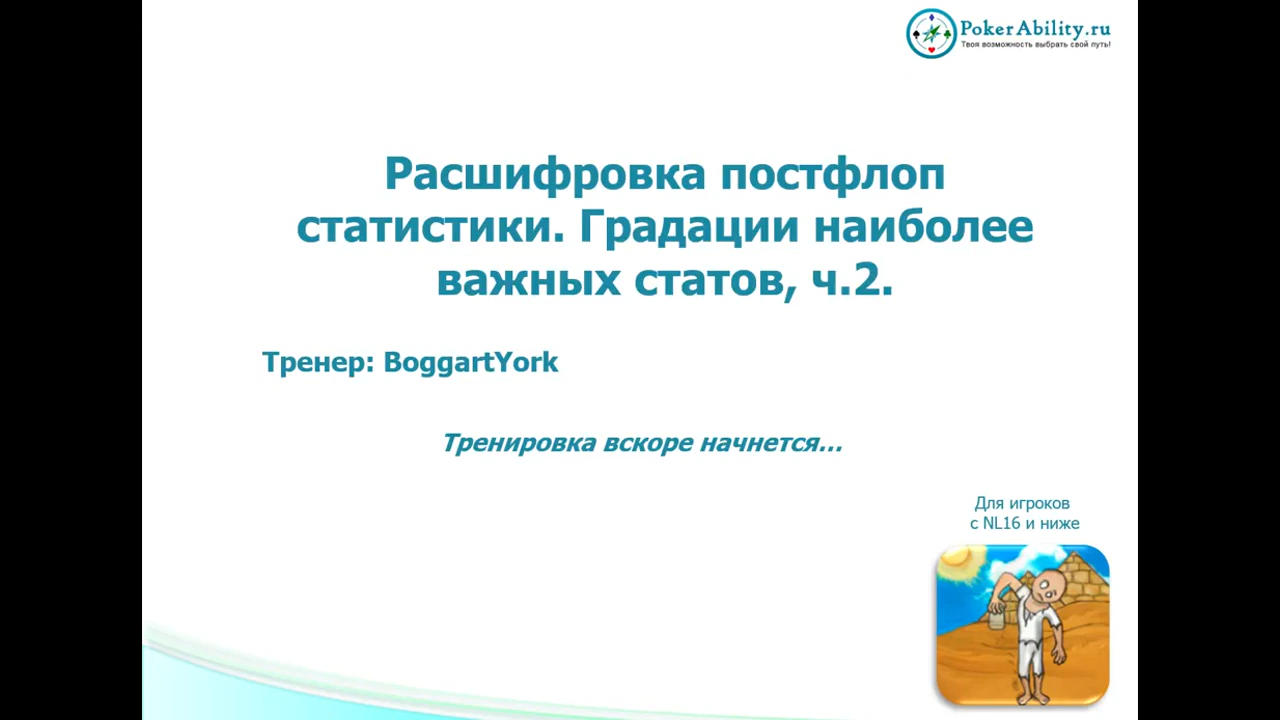 PokerAbility.ru
Твоя возможность выбрать свой путь!
Расшифровка постфлоп
статистики. Градации наиболее
важных статов, ч.2.
Тренер: BoggartYork
Тренировка вскоре начнется...
Для игроков
с NL16 и ниже